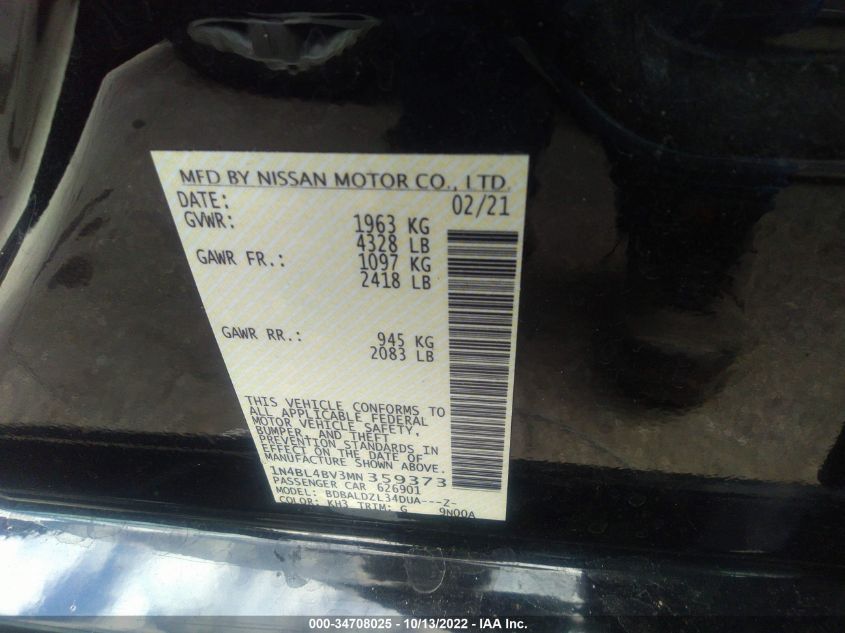 MFD BY NISSAN MOTOR CO., LTD.
DATE: 02/21
GVWR: 1963 KG
4328 LB
GAWR FR.: 1097 KG
2418 LB
GAWR RR.: 945 KG
2083 LB
THIS VEHICLE CONFORMS TO
ALL APPLICABLE FEDERAL
MOTOR VEHICLE SAFETY,
BUMPER, AND THEFT
PREVENTION STANDARDS IN
EFFECT ON THE DATE OF
MANUFACTURE SHOWN ABOVE.
1N4BL4BV3MN359373
PASSENGER CAR 626901
MODEL: BDBALDZL34DUA---Z-
COLOR: KH3 TRIM: G 9N00A
000-34708025 - 10/13/2022 - IAA Inc.